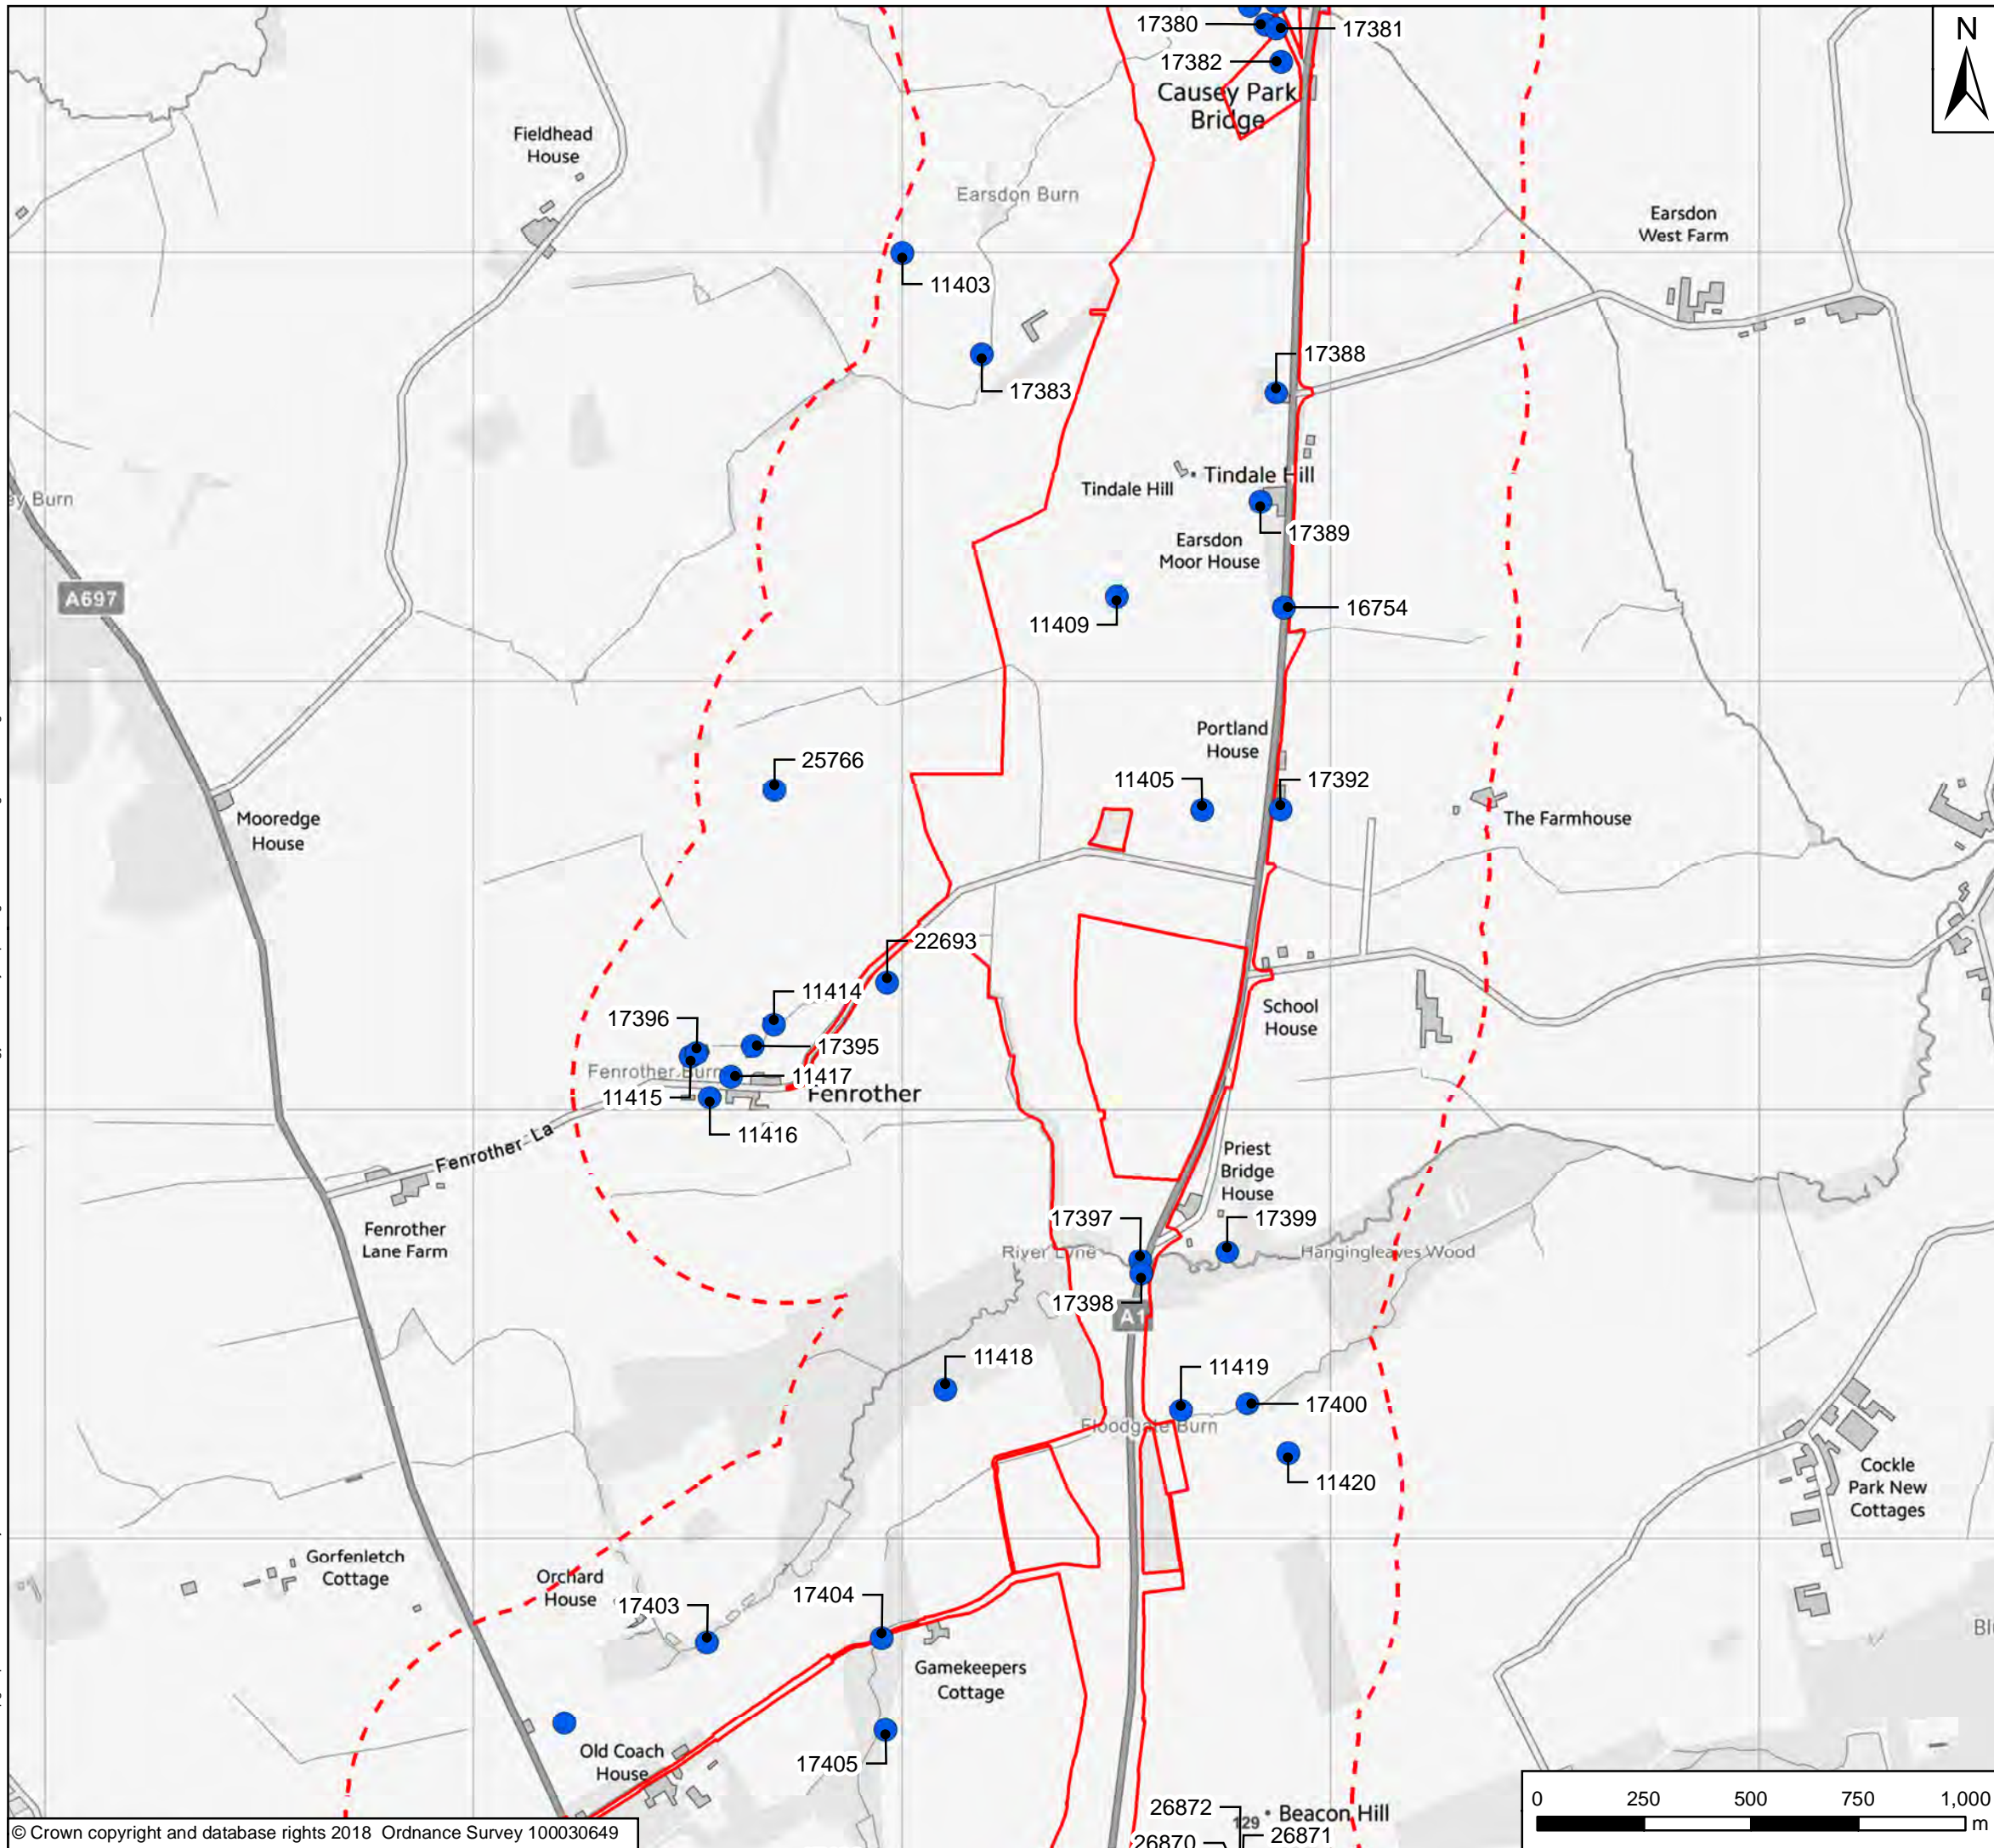 17380
17381
17382
N
Causey Park
Bridge
Fieldhead
House
Earsdon Burn
Earsdon
West Farm
11403
17383
17388
Tindale Hill
Tindale Hill
17389
ey Burn
Earsdon
Moor House
A697
11409
16754
Portland
House
25766
11405
17392
Mooredge
House
The Farmhouse
22693
11414
17396
17395
School
House
Fenrother Burn
11417
Fenrother
11415
11416
Fenrother La
Priest
Bridge
House
Fenrother
Lane Farm
17397
17399
River Lyne
Hangingleaves Wood
17398
A1
11418
11419
17400
Floodgate Burn
11420
Cockle
Park New
Cottages
Gorfenletch
Cottage
Orchard
House
17403
17404
Bl
Gamekeepers
Cottage
Old Coach
House
17405
26872
129
Beacon Hill
26870
26871
0 250 500 750 1,000
m
© Crown copyright and database rights 2018 Ordnance Survey 100030649